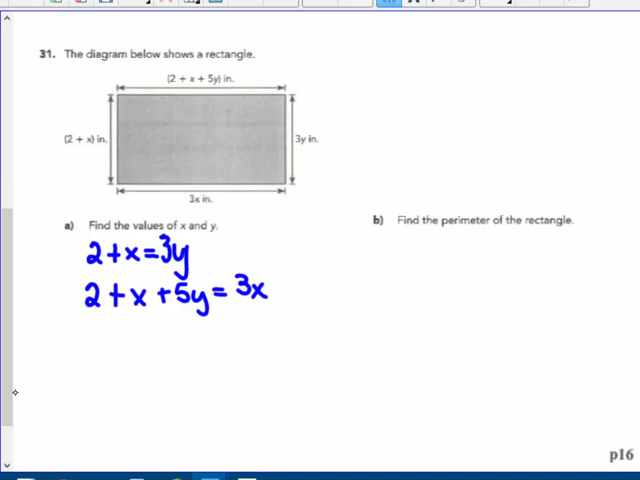 31. The diagram below shows a rectangle.
(2 + x + 5y) in.
(2 + x) in.
3y in.
3x in.
a) Find the values of x and y.
b) Find the perimeter of the rectangle.
2+x=3y
2+x+5y=3x
p16